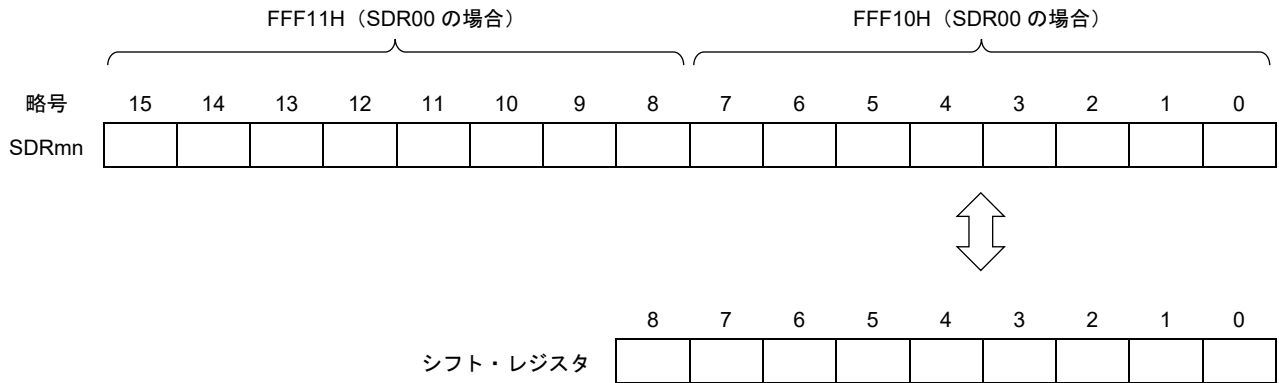 FFF11H（SDR00 の場合） FFF10H（SDR00 の場合）
略号 15 14 13 12 11 10 9 8 7 6 5 4 3 2 1 0
SDRmn
8 7 6 5 4 3 2 1 0
シフト・レジスタ